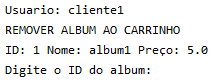 Usuario: cliente1
REMOVER ALBUM AO CARRINHO
ID: 1 Nome: album1 Preço: 5.0
Digite o ID do album: